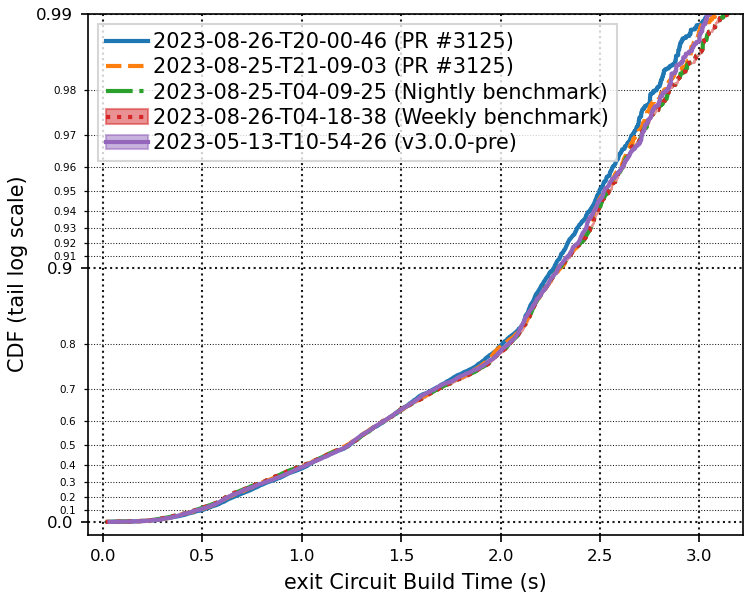 0.99
2023-08-26-T20-00-46 (PR #3125)
2023-08-25-T21-09-03 (PR #3125)
2023-08-25-T04-09-25 (Nightly benchmark)
2023-08-26-T04-18-38 (Weekly benchmark)
2023-05-13-T10-54-26 (v3.0.0-pre)
0.98
0.97
0.96
0.95
0.94
0.93
0.92
0.91
0.9
0.8
0.7
0.6
0.5
0.4
0.3
0.2
0.1
0.0
CDF (tail log scale)
0.0 0.5 1.0 1.5 2.0 2.5 3.0
exit Circuit Build Time (s)